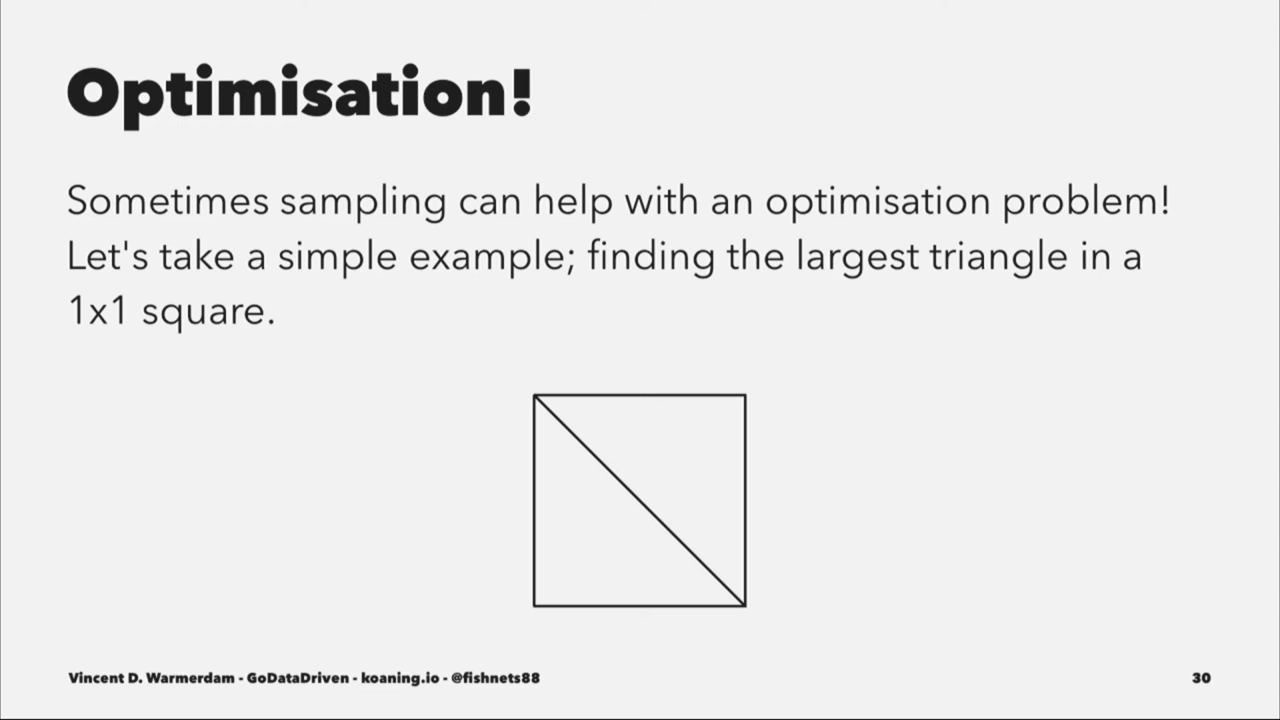 Optimisation!
Sometimes sampling can help with an optimisation problem!
Let's take a simple example; finding the largest triangle in a
1x1 square.
Vincent D. Warmerdam - GoDataDriven - koaning.io - @fishnets88
30